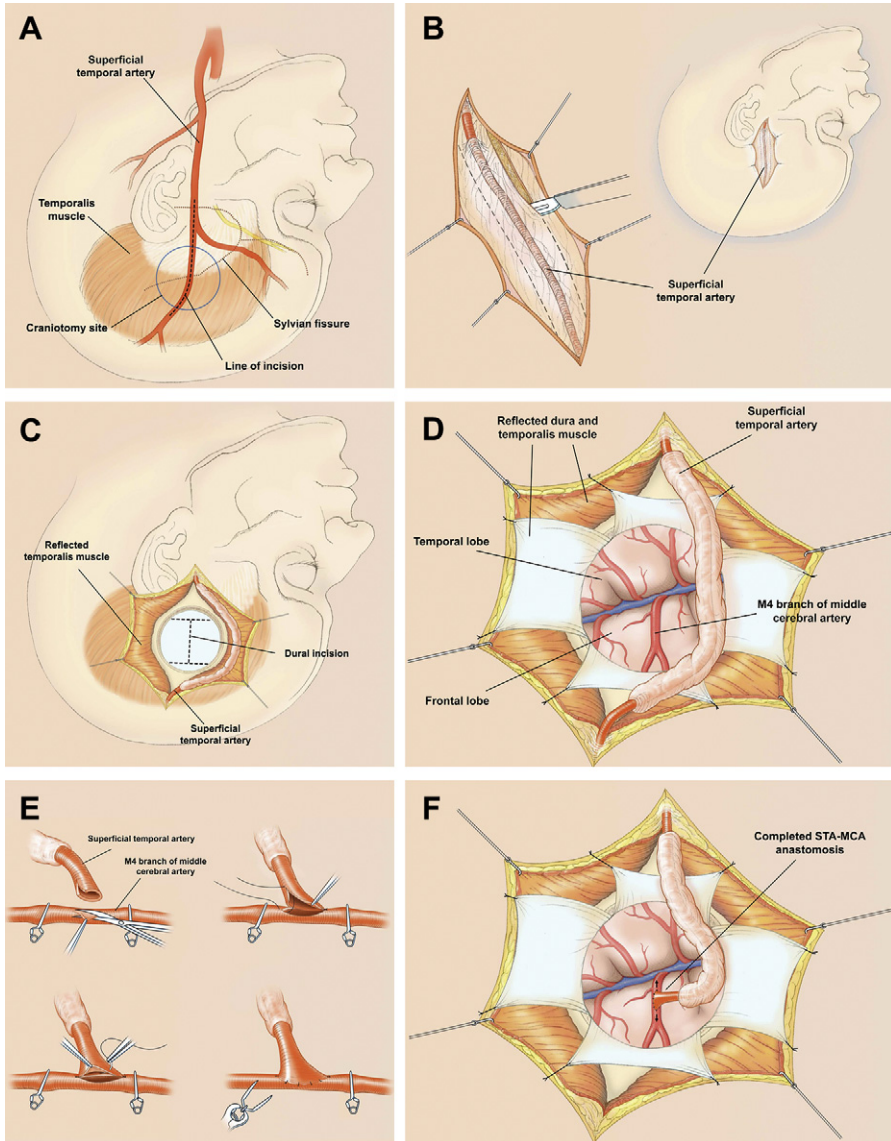 A
Superficial
temporal artery
Temporalis
muscle
Craniotomy site
Sylvian fissure
Line of incision
B
Superficial
temporal artery
C
Reflected
temporalis muscle
Dural incision
Superficial
temporal artery
D
Reflected dura and
temporalis muscle
Superficial
temporal artery
Temporal lobe
M4 branch of middle
cerebral artery
Frontal lobe
E
Superficial temporal artery
M4 branch of middle
cerebral artery
F
Completed STA-MCA
anastomosis